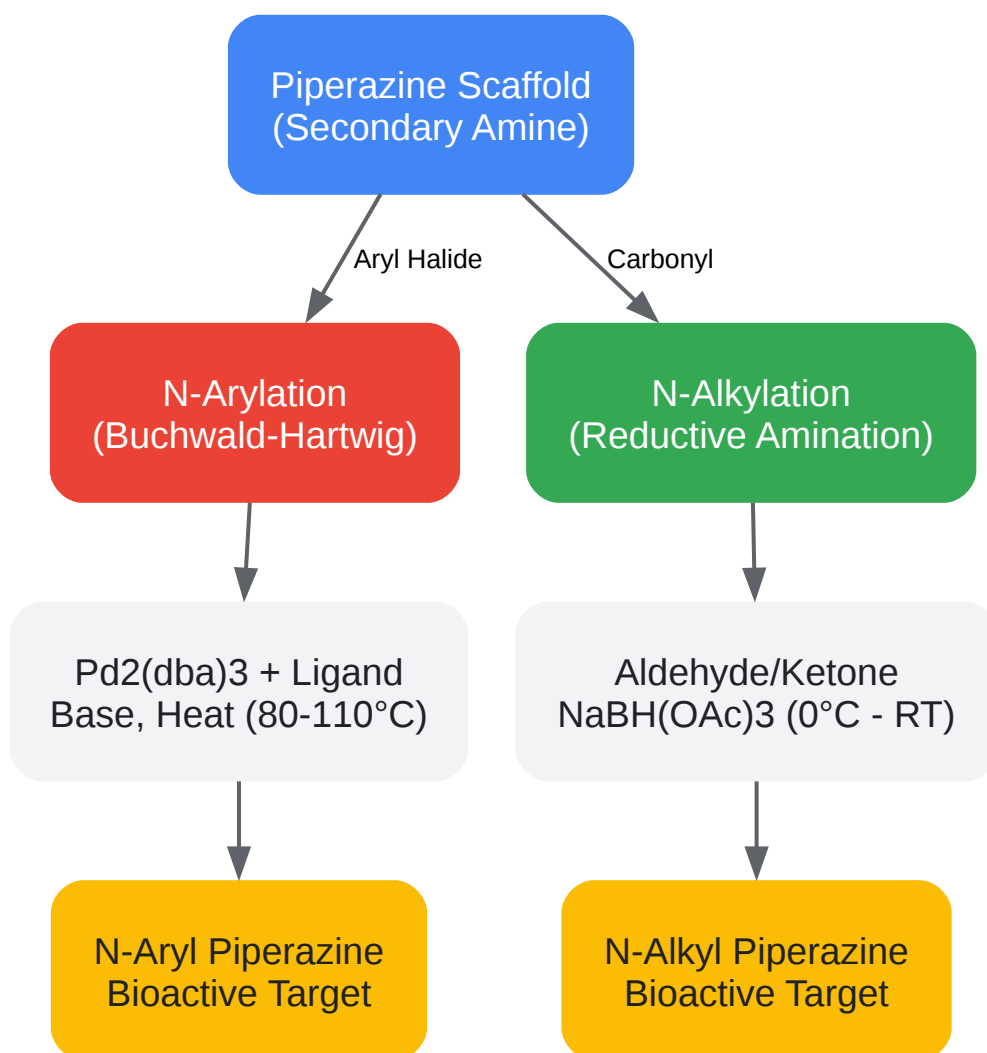 Piperazine Scaffold
(Secondary Amine)
Aryl Halide
Carbonyl
N-Arylation
(Buchwald-Hartwig)
N-Alkylation
(Reductive Amination)
Pd2(dba)3 + Ligand
Base, Heat (80-110°C)
Aldehyde/Ketone
NaBH(OAc)3 (0°C - RT)
N-Aryl Piperazine
Bioactive Target
N-Alkyl Piperazine
Bioactive Target